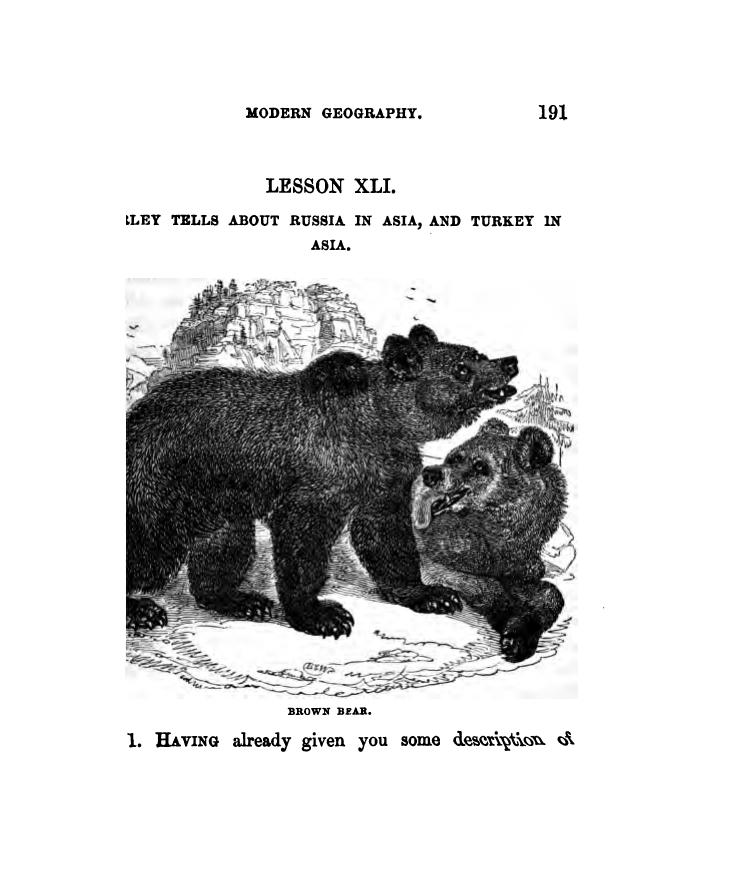 MODERN GEOGRAPHY. 191
LESSON XLI.
LEY TELLS ABOUT RUSSIA IN ASIA, AND TURKEY IN
ASIA.
BROWN BEAR.
1. HAVING already given you some description of